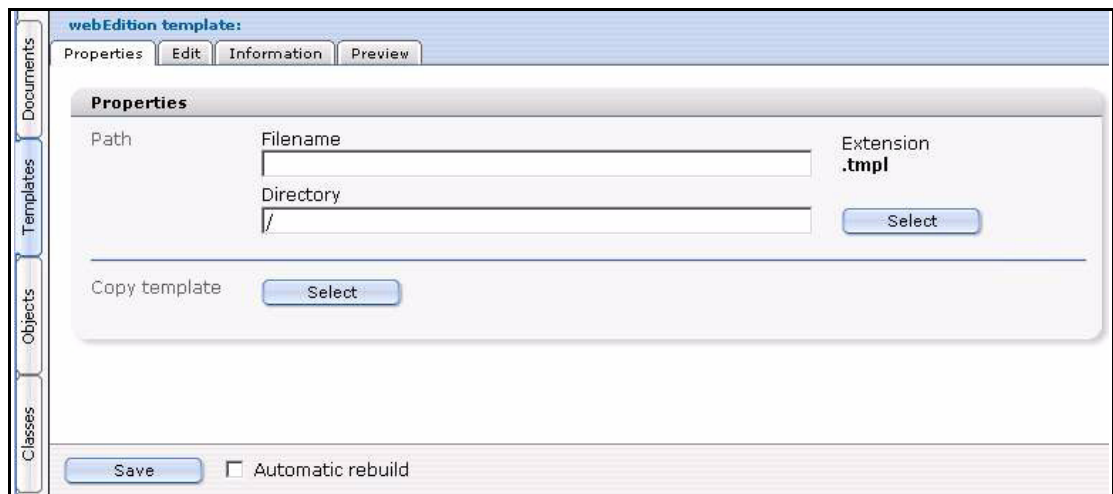 webEdition template:
Properties Edit Information Preview
Properties
Path Filename Extension
.tmpl
Directory
/ Select
Copy template Select
Save Automatic rebuild
Documents
Templates
Objects
Classes